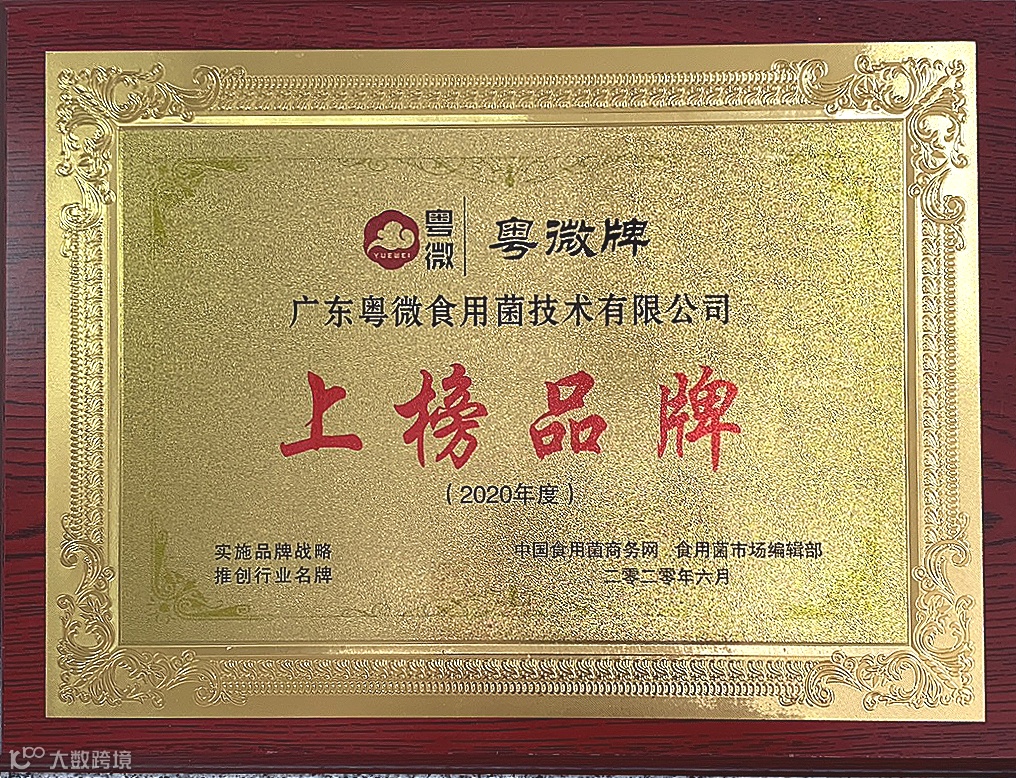 粤微
YUEWEI
粤微牌
广东粤微食用菌技术有限公司
上榜品牌
（2020年度）
实施品牌战略
推创行业名牌
中国食用菌商务网 食用菌市场编辑部
二零二零年六月
大数跨境